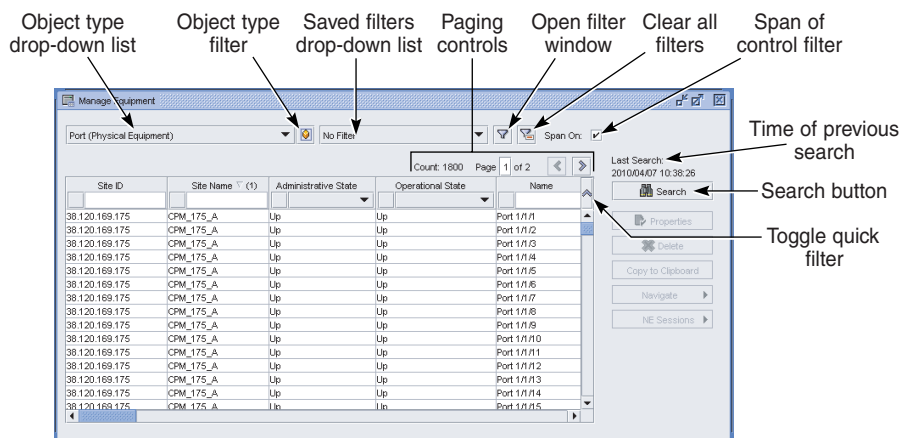 Object type
drop-down list
Object type
filter
Saved filters
drop-down list
Paging
controls
Open filter
window
Clear all
filters
Span of
control filter
Manage Equipment
Port (Physical Equipment)
No Filter
Span On:
Time of previous
search
Count: 1800 Page 1 of 2
Last Search:
2010/04/07 10:38:26
Search
Search button
Site ID Site Name (1) Administrative State Operational State Name
Properties
Toggle quick
filter
Delete
Copy to Clipboard
Navigate
NE Sessions
38.120.169.175 CPM_175_A Up Up Port 1/1/1
38.120.169.175 CPM_175_A Up Up Port 1/1/2
38.120.169.175 CPM_175_A Up Up Port 1/1/3
38.120.169.175 CPM_175_A Up Up Port 1/1/4
38.120.169.175 CPM_175_A Up Up Port 1/1/5
38.120.169.175 CPM_175_A Up Up Port 1/1/6
38.120.169.175 CPM_175_A Up Up Port 1/1/7
38.120.169.175 CPM_175_A Up Up Port 1/1/8
38.120.169.175 CPM_175_A Up Up Port 1/1/9
38.120.169.175 CPM_175_A Up Up Port 1/1/10
38.120.169.175 CPM_175_A Up Up Port 1/1/11
38.120.169.175 CPM_175_A Up Up Port 1/1/12
38.120.169.175 CPM_175_A Up Up Port 1/1/13
38.120.169.175 CPM_175_A Up Up Port 1/1/14
38.120.169.175 CPM_175_A Up Up Port 1/1/15